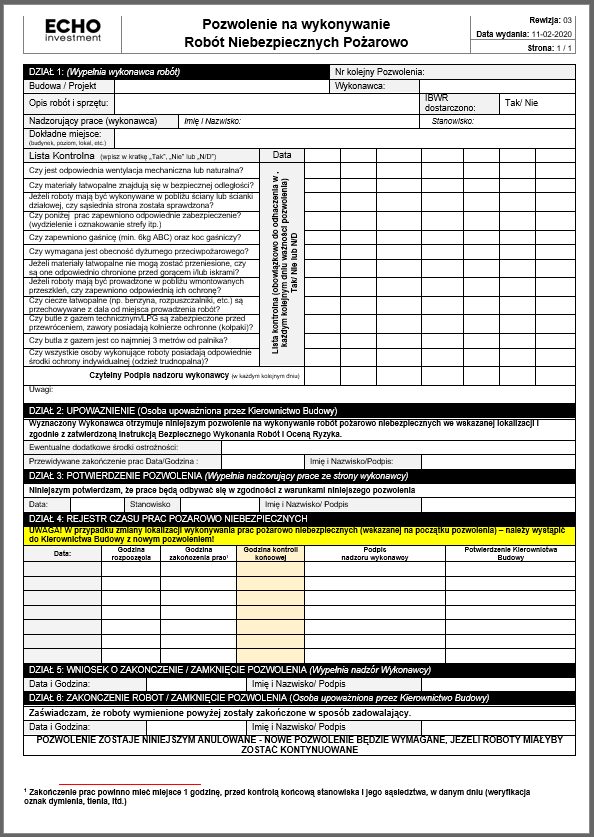 ECHO
investment
Pozwolenie na wykonywanie
Robót Niebezpiecznych Pożarowo
Rewizja: 03
Data wydania: 11-02-2020
Strona: 1 / 1
DZIAŁ 1: (Wypełnia wykonawca robót)
Nr kolejny Pozwolenia:
Budowa / Projekt
Wykonawca:
Opis robót i sprzętu:
IBWR
dostarczono:
Tak/ Nie
Nadzorujący prace (wykonawca)
Imię i Nazwisko:
Stanowisko:
Dokładne miejsce:
(budynek, poziom, lokal, etc.)
Lista Kontrolna (wpisz w kratkę „Tak", „Nie" lub „N/D")
Data
Czy jest odpowiednia wentylacja mechaniczna lub naturalna?
Czy materiały łatwopalne znajdują się w bezpiecznej odległości?
Jeżeli roboty mają być wykonywane w pobliżu ściany lub ścianki
działowej, czy sąsiednia strona została sprawdzona?
Czy poniżej prac zapewniono odpowiednie zabezpieczenie?
(wydzielenie i oznakowanie strefy itp.)
Czy zapewniono gaśnicę (min. 6kg ABC) oraz koc gaśniczy?
Czy wymagana jest obecność dyżurnego przeciwpożarowego?
Jeżeli materiały łatwopalne nie mogą zostać przeniesione, czy
są one odpowiednio chronione przed gorącem i/lub iskrami?
Jeżeli roboty mają być prowadzone w pobliżu wmontowanych
przeszkleń, czy zapewniono odpowiednią ich ochronę?
Czy ciecze łatwopalne (np. benzyna, rozpuszczalniki, etc.) są
przechowywane z dala od miejsca prowadzenia robót?
Czy butle z gazem technicznym/LPG są zabezpieczone przed
przewróceniem, zawory posiadają kołnierze ochronne (kołpaki)?
Czy butla z gazem jest co najmniej 3 metrów od palnika?
Czy wszystkie osoby wykonujące roboty posiadają odpowiednie
środki ochrony indywidualnej (odzież trudnopalna)?
Lista kontrolna (obowiązkowo do odhaczenia w .
każdym kolejnym dniu ważności pozwolenia)
Tak/ Nie lub N/D
Czytelny Podpis nadzoru wykonawcy (w każdym kolejnym dniu)
Uwagi:
DZIAŁ 2: UPOWAŻNIENIE (Osoba upoważniona przez Kierownictwo Budowy)
Wyznaczony Wykonawca otrzymuje niniejszym pozwolenie na wykonywanie robót pożarowo niebezpiecznych we wskazanej lokalizacji i
zgodnie z zatwierdzoną Instrukcją Bezpiecznego Wykonania Robót i Oceną Ryzyka.
Ewentualne dodatkowe środki ostrożności:
Przewidywane zakończenie prac Data/Godzina :
Imię i Nazwisko/Podpis:
DZIAŁ 3: POTWIERDZENIE POZWOLENIA (Wypełnia nadzorujący prace ze strony wykonawcy)
Niniejszym potwierdzam, że prace będą odbywać się w zgodności z warunkami niniejszego pozwolenia
Data:
Stanowisko
Imię i Nazwisko/ Podpis
DZIAŁ 4: REJESTR CZASU PRAC POŻAROWO NIEBEZPIECZNYCH
UWAGA! W przypadku zmiany lokalizacji wykonywania prac pożarowo niebezpiecznych (wskazanej na początku pozwolenia) – należy wystąpić
do Kierownictwa Budowy z nowym pozwoleniem!
Data:
Godzina
rozpoczęcia
Godzina
zakończenia prac¹
Godzina kontroli
końcowej
Podpis
nadzoru wykonawcy
Potwierdzenie Kierownictwa
Budowy
DZIAŁ 5: WNIOSEK O ZAKOŃCZENIE / ZAMKNIĘCIE POZWOLENIA (Wypełnia nadzór Wykonawcy)
Data i Godzina:
Imię i Nazwisko/ Podpis
DZIAŁ 6: ZAKOŃCZENIE ROBÓT / ZAMKNIĘCIE POZWOLENIA (Osoba upoważniona przez Kierownictwo Budowy)
Zaświadczam, że roboty wymienione powyżej zostały zakończone w sposób zadowalający.
Data i Godzina:
Imię i Nazwisko/ Podpis
POZWOLENIE ZOSTAJE NINIEJSZYM ANULOWANE - NOWE POZWOLENIE BĘDZIE WYMAGANE, JEŻELI ROBOTY MIAŁYBY
ZOSTAĆ KONTYNUOWANE
¹ Zakończenie prac powinno mieć miejsce 1 godzinę, przed kontrolą końcową stanowiska i jego sąsiedztwa, w danym dniu (weryfikacja
oznak dymienia, tlenia, itd.)